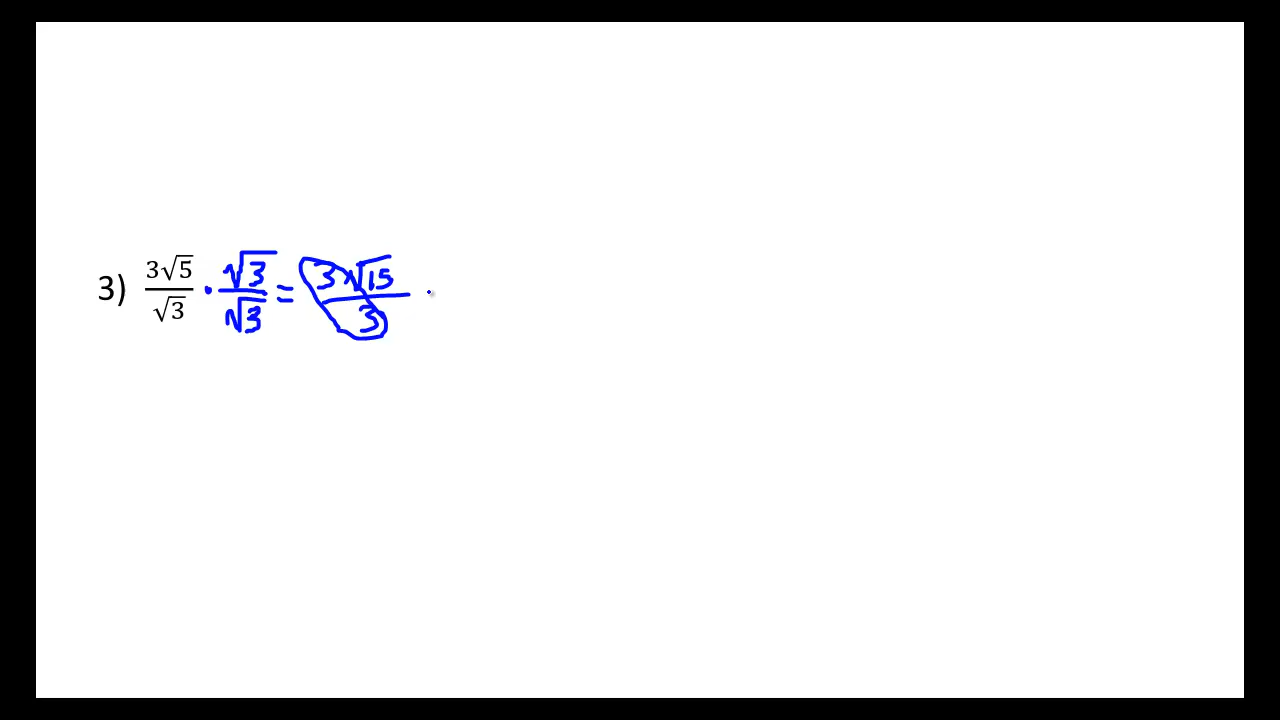 3) 3√5/√3 · √3/√3 = 3√15/3